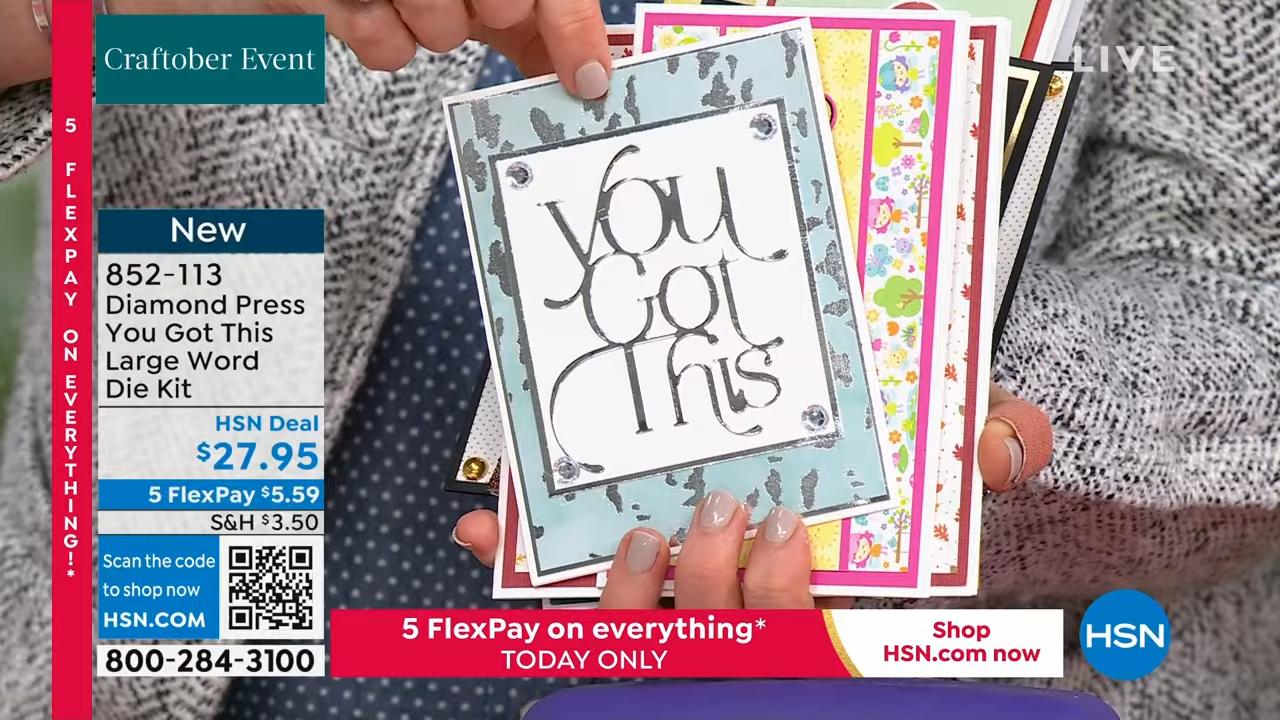 Craftober Event
LIVE
5 FLEXPAY ON EVERYTHING!*
New
852-113
Diamond Press
You Got This
Large Word
Die Kit
HSN Deal
$27.95
5 FlexPay $5.59
S&H $3.50
Scan the code
to shop now
HSN.COM
800-284-3100
You
Got
This
5 FlexPay on everything*
TODAY ONLY
Shop
HSN.com now
HSN